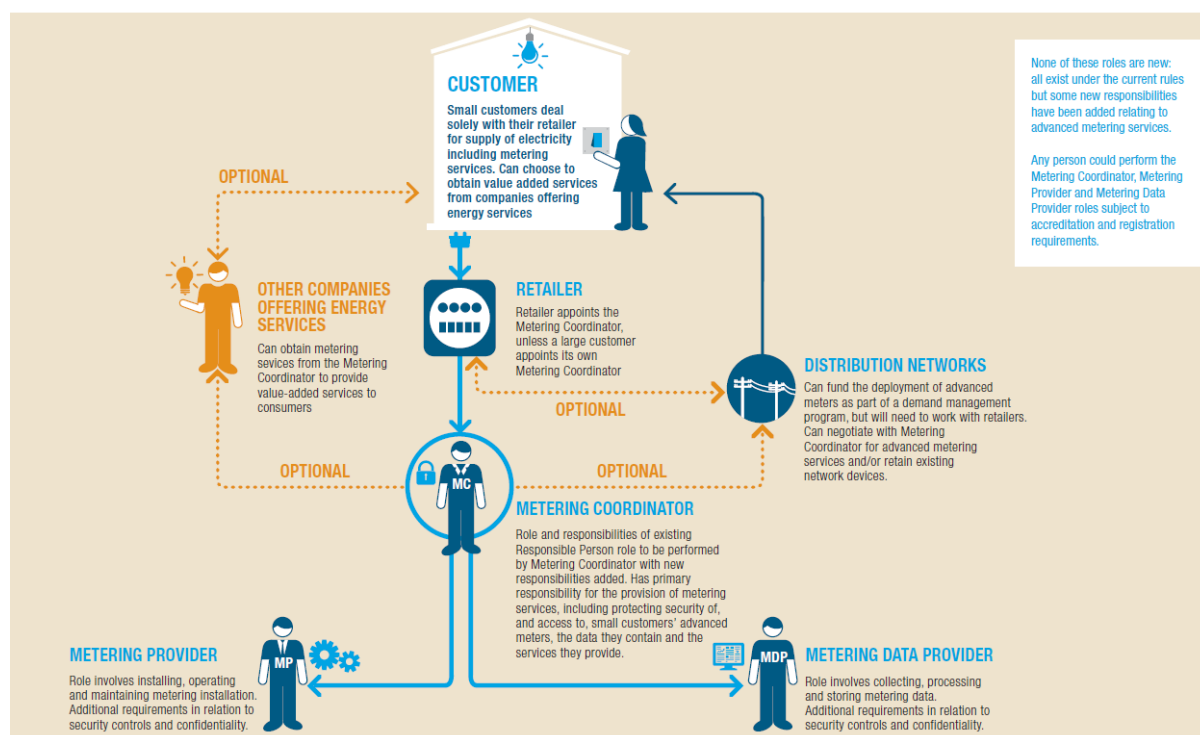 CUSTOMER
Small customers deal
solely with their retailer
for supply of electricity
including metering
services. Can choose to
obtain value added services
from companies offering
energy services
None of these roles are new:
all exist under the current rules
but some new responsibilities
have been added relating to
advanced metering services.
Any person could perform the
Metering Coordinator, Metering
Provider and Metering Data
Provider roles subject to
accreditation and registration
requirements.
OPTIONAL
OTHER COMPANIES
OFFERING ENERGY
SERVICES
Can obtain metering
sevices from the Metering
Coordinator to provide
value-added services to
consumers
RETAILER
Retailer appoints the
Metering Coordinator,
unless a large customer
appoints its own
Metering Coordinator
OPTIONAL
DISTRIBUTION NETWORKS
Can fund the deployment of advanced
meters as part of a demand management
program, but will need to work with retailers.
Can negotiate with Metering
Coordinator for advanced metering
services and/or retain existing
network devices.
OPTIONAL
OPTIONAL
MC
METERING COORDINATOR
Role and responsibilities of existing
Responsible Person role to be performed
by Metering Coordinator with new
responsibilities added. Has primary
responsibility for the provision of metering
services, including protecting security of,
and access to, small customers' advanced
meters, the data they contain and the
services they provide.
METERING PROVIDER
Role involves installing, operating
and maintaining metering installation.
Additional requirements in relation to
security controls and confidentiality.
MP
MDP
METERING DATA PROVIDER
Role involves collecting, processing
and storing metering data.
Additional requirements in relation to
security controls and confidentiality.